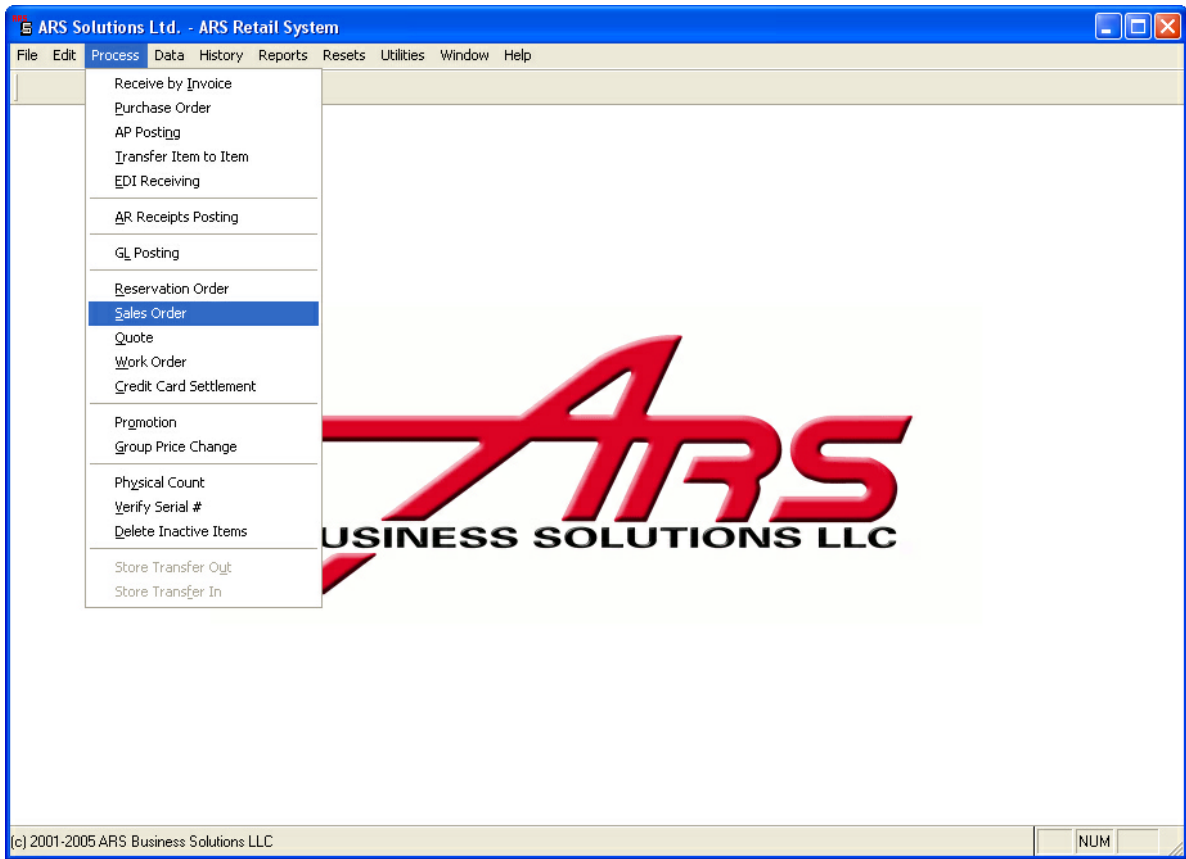 ARS Solutions Ltd. - ARS Retail System
File Edit Process Data History Reports Resets Utilities Window Help
Receive by Invoice
Purchase Order
AP Posting
Transfer Item to Item
EDI Receiving
AR Receipts Posting
GL Posting
Reservation Order
Sales Order
Quote
Work Order
Credit Card Settlement
Promotion
Group Price Change
Physical Count
Verify Serial #
Delete Inactive Items
Store Transfer Out
Store Transfer In
ARS
USINESS SOLUTIONS LLC
(c) 2001-2005 ARS Business Solutions LLC
NUM